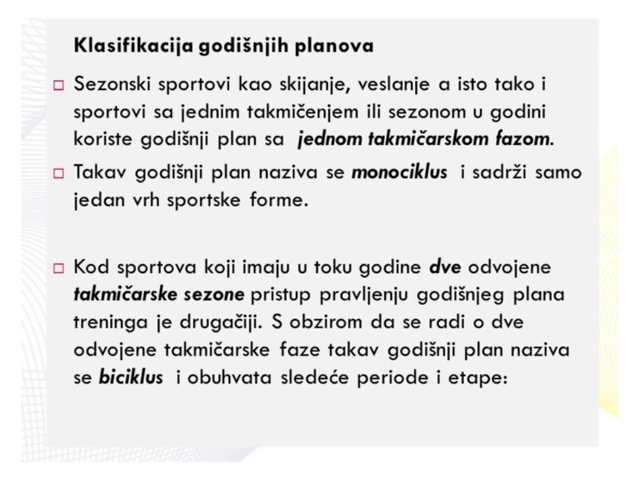 Klasifikacija godišnjih planova
Sezonski sportovi kao skijanje, veslanje a isto tako i
sportovi sa jednim takmičenjem ili sezonom u godini
koriste godišnji plan sa jednom takmičarskom fazom.
Takav godišnji plan naziva se monociklus i sadrži samo
jedan vrh sportske forme.
Kod sportova koji imaju u toku godine dve odvojene
takmičarske sezone pristup pravljenju godišnjeg plana
treninga je drugačiji. S obzirom da se radi o dve
odvojene takmičarske faze takav godišnji plan naziva
se biciklus i obuhvata sledeće periode i etape: